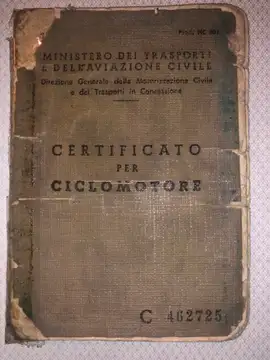 MINISTERO DEI TRASPORTI
E DELL'AVIAZIONE CIVILE
Direzione Generale della Motorizzazione Civile
e dei Trasporti in Concessione
CERTIFICATO
PER
CICLOMOTORE
C 462725